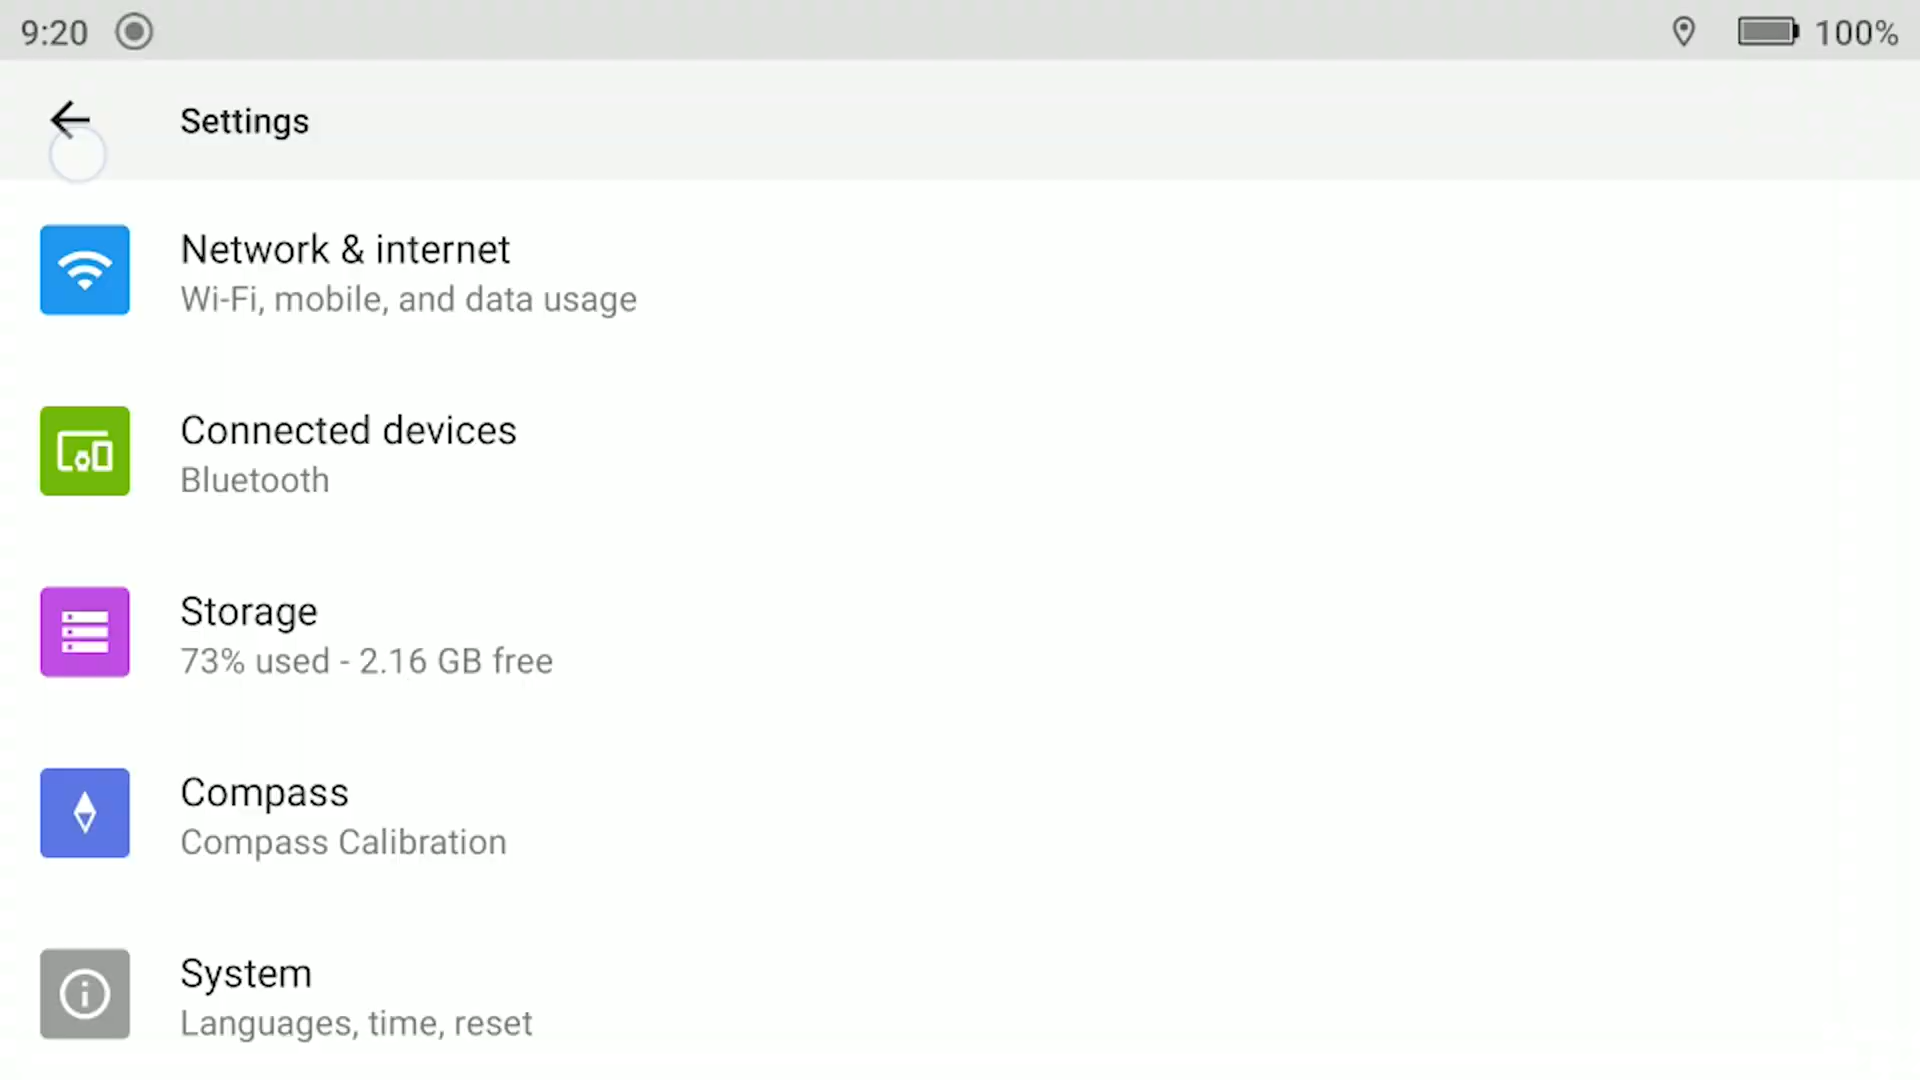 9:20
100%
Settings
Network & internet
Wi-Fi, mobile, and data usage
Connected devices
Bluetooth
Storage
73% used - 2.16 GB free
Compass
Compass Calibration
System
Languages, time, reset